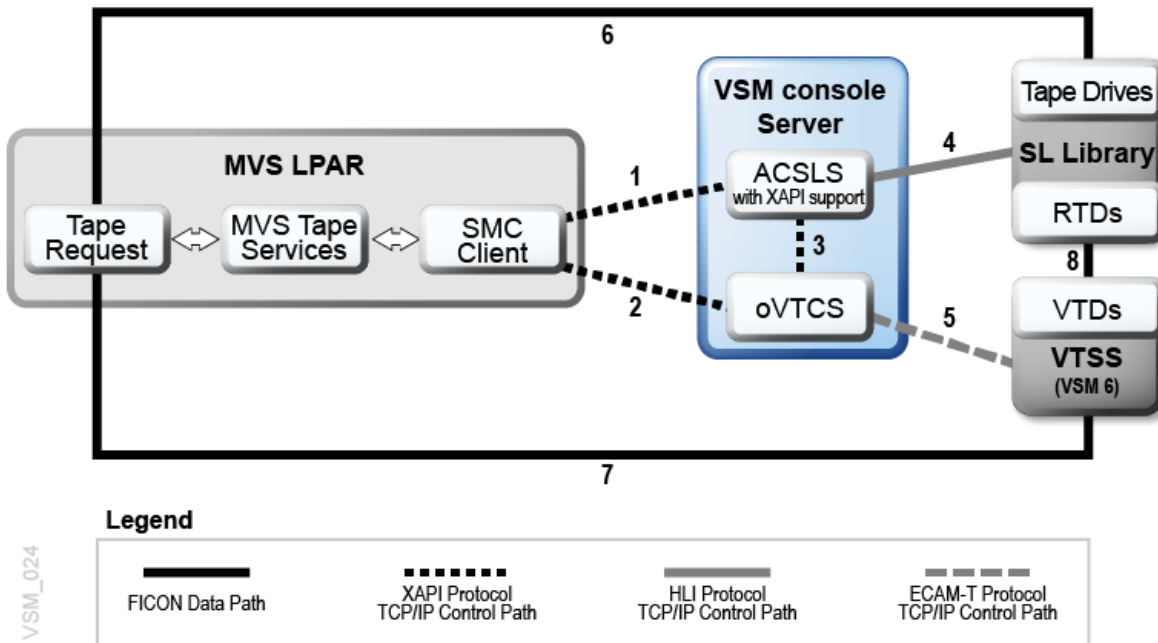 6
VSM console
Server
Tape Drives
SL Library
RTDs
4
MVS LPAR
1
ACSLS
with XAPI support
Tape
Request
MVS Tape
Services
SMC
Client
3
8
2
oVTCS
5
VTDs
VTSS
(VSM 6)
7
Legend
FICON Data Path
XAPI Protocol
TCP/IP Control Path
HLI Protocol
TCP/IP Control Path
ECAM-T Protocol
TCP/IP Control Path
VSM_024